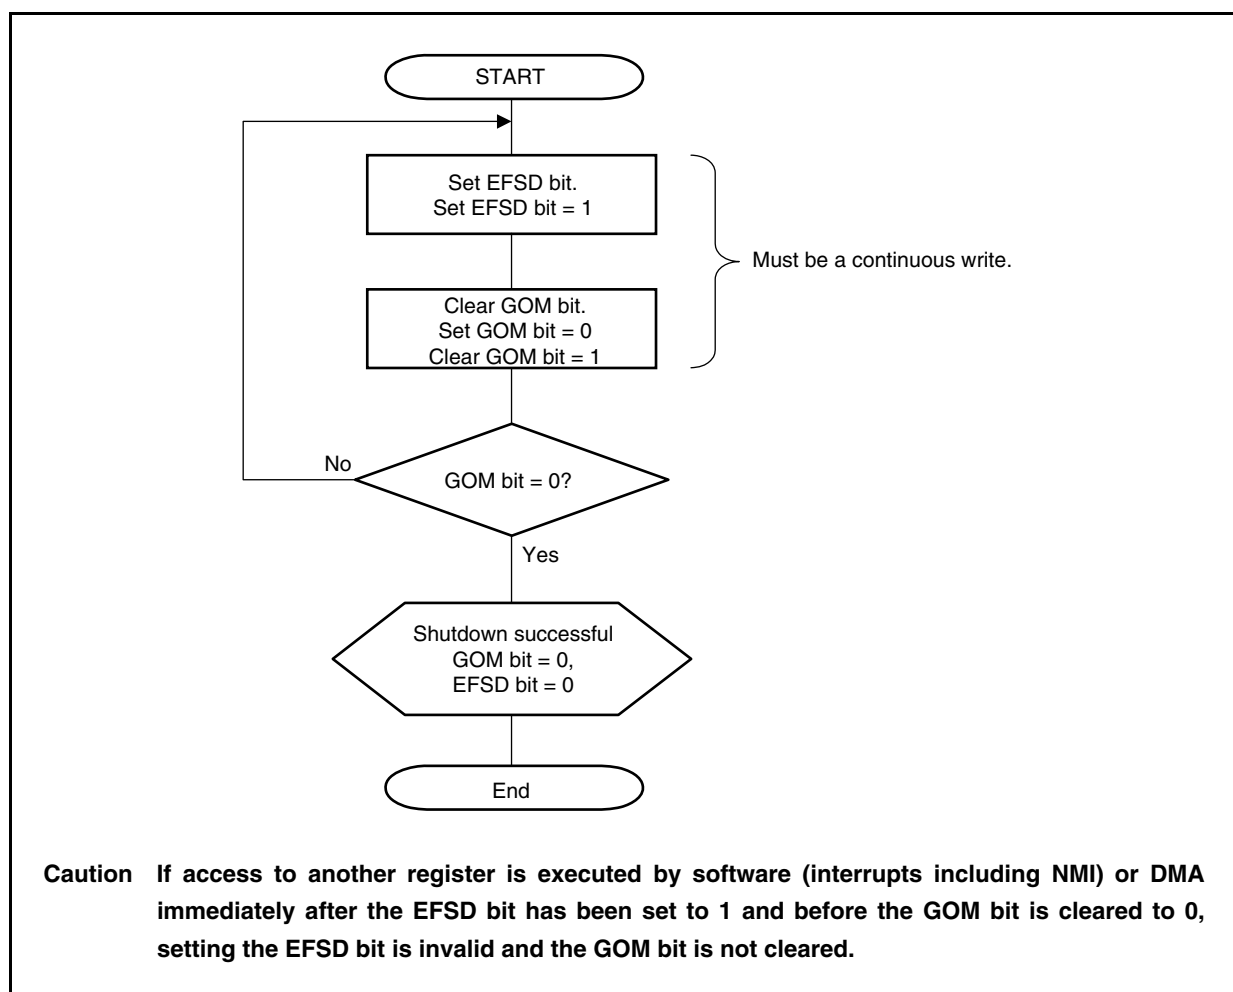 START
Set EFSD bit.
Set EFSD bit = 1
Must be a continuous write.
Clear GOM bit.
Set GOM bit = 0
Clear GOM bit = 1
No
GOM bit = 0?
Yes
Shutdown successful
GOM bit = 0,
EFSD bit = 0
End
Caution If access to another register is executed by software (interrupts including NMI) or DMA
immediately after the EFSD bit has been set to 1 and before the GOM bit is cleared to 0,
setting the EFSD bit is invalid and the GOM bit is not cleared.